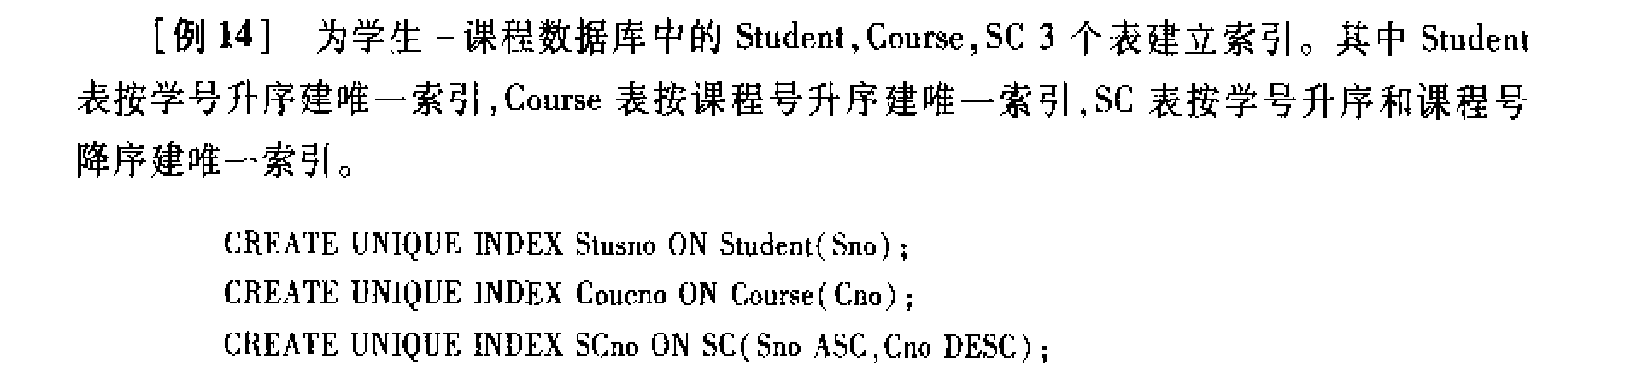 [例 14] 为学生-课程数据库中的 Student,Course,SC 3 个表建立索引。其中 Student
表按学号升序建唯一索引,Course 表按课程号升序建唯一索引,SC 表按学号升序和课程号
降序建唯一索引。
CREATE UNIQUE INDEX Stusno ON Student(Sno);
CREATE UNIQUE INDEX Coucno ON Course(Cno);
CREATE UNIQUE INDEX SCno ON SC(Sno ASC,Cno DESC);